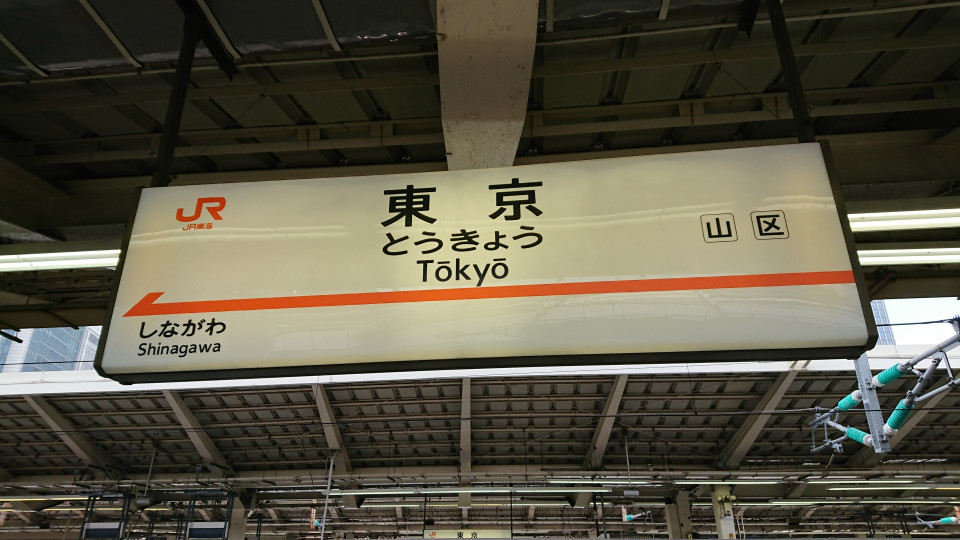 JR
JR東海
東京
とうきょう
Tōkyō
山 区
しながわ
Shinagawa
東京